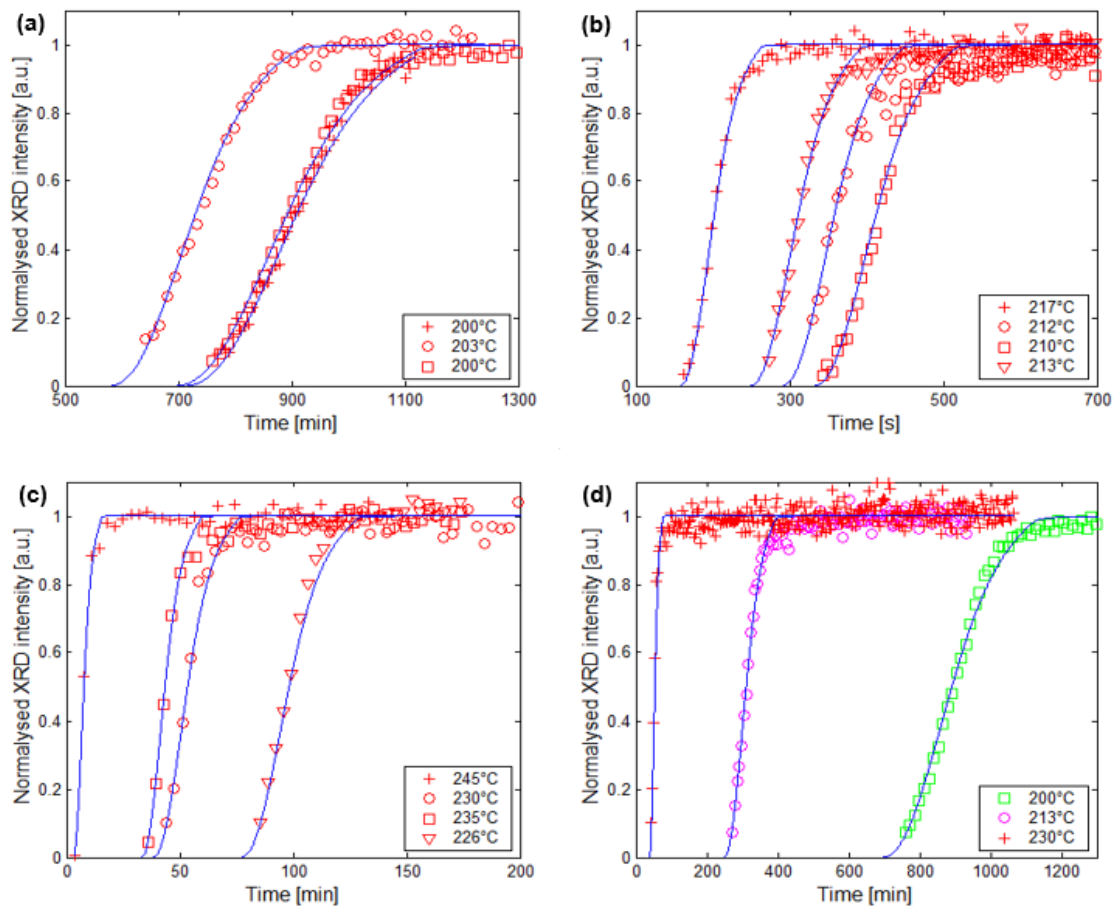 (a)
Normalysed XRD intensity [a.u.]
1
0.8
0.6
0.4
0.2
0
500 700 900 1100 1300
Time [min]
200°C
203°C
200°C
(b)
Normalysed XRD intensity [a.u.]
1
0.8
0.6
0.4
0.2
0
100 300 500 700
Time [s]
217°C
212°C
210°C
213°C
(c)
Normalysed XRD intensity [a.u.]
1
0.8
0.6
0.4
0.2
0
0 50 100 150 200
Time [min]
245°C
230°C
235°C
226°C
(d)
Normalysed XRD intensity [a.u.]
1
0.8
0.6
0.4
0.2
0
0 200 400 600 800 1000 1200
Time [min]
200°C
213°C
230°C